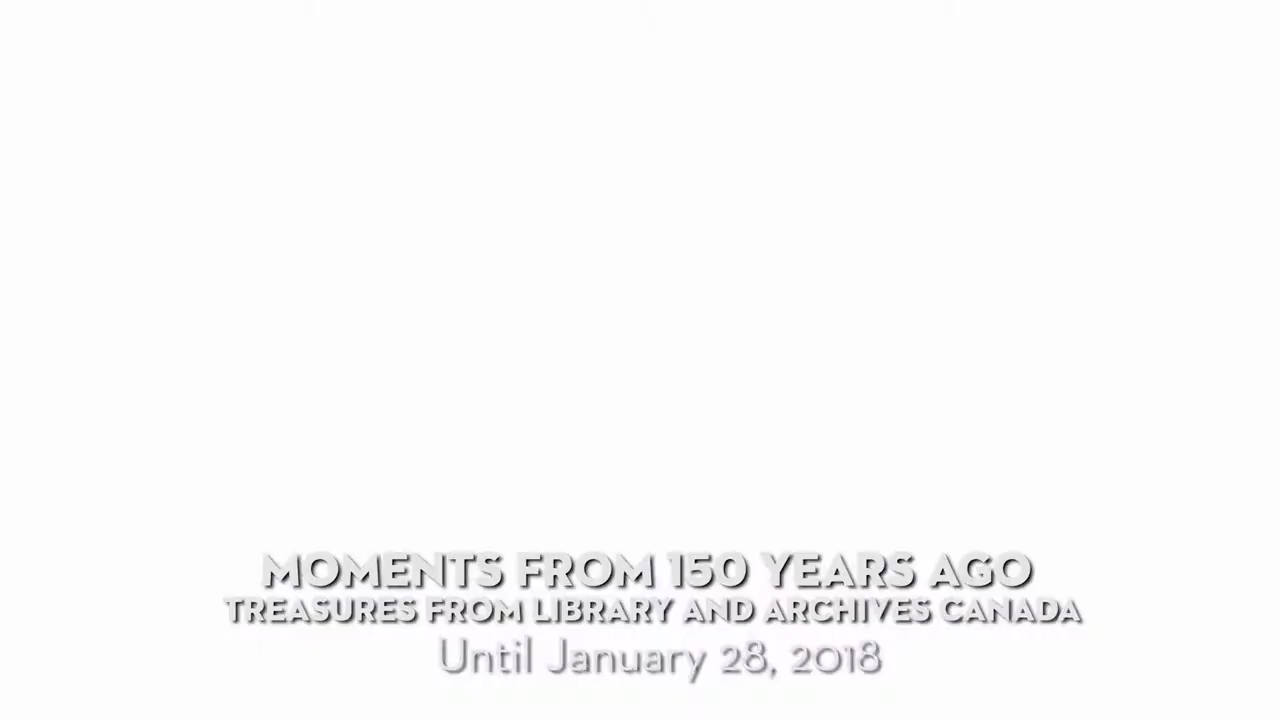 MOMENTS FROM 150 YEARS AGO
TREASURES FROM LIBRARY AND ARCHIVES CANADA
Until January 28, 2018